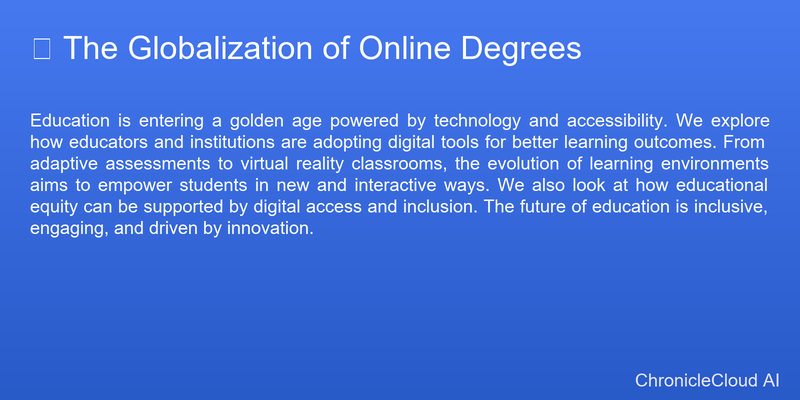 The Globalization of Online Degrees
Education is entering a golden age powered by technology and accessibility. We explore
how educators and institutions are adopting digital tools for better learning outcomes. From
adaptive assessments to virtual reality classrooms, the evolution of learning environments
aims to empower students in new and interactive ways. We also look at how educational
equity can be supported by digital access and inclusion. The future of education is inclusive,
engaging, and driven by innovation.
ChronicleCloud AI